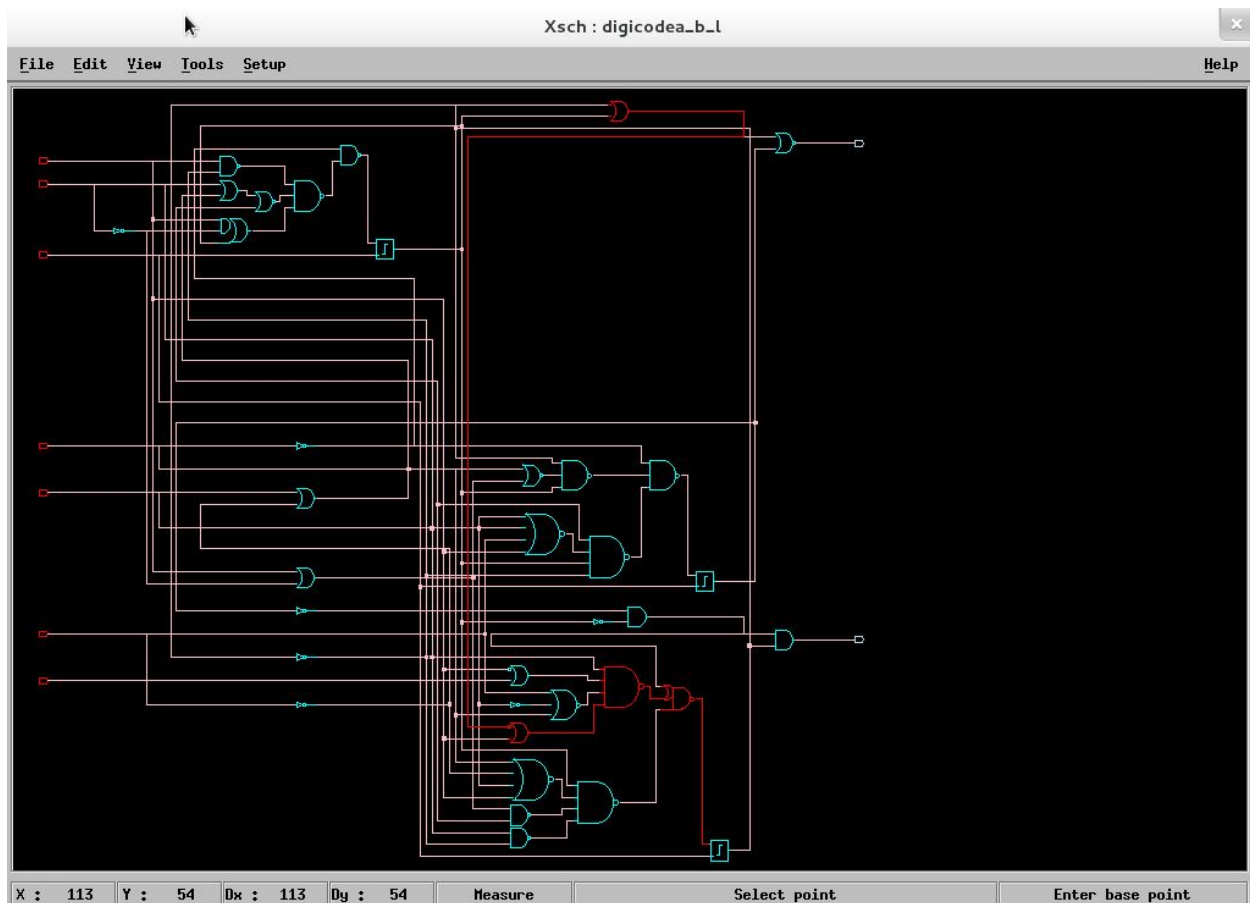 Xsch : digicodea_b_l
×
File Edit View Tools Setup Help
X : 113 Y : 54 Dx : 113 Dy : 54 Measure Select point Enter base point